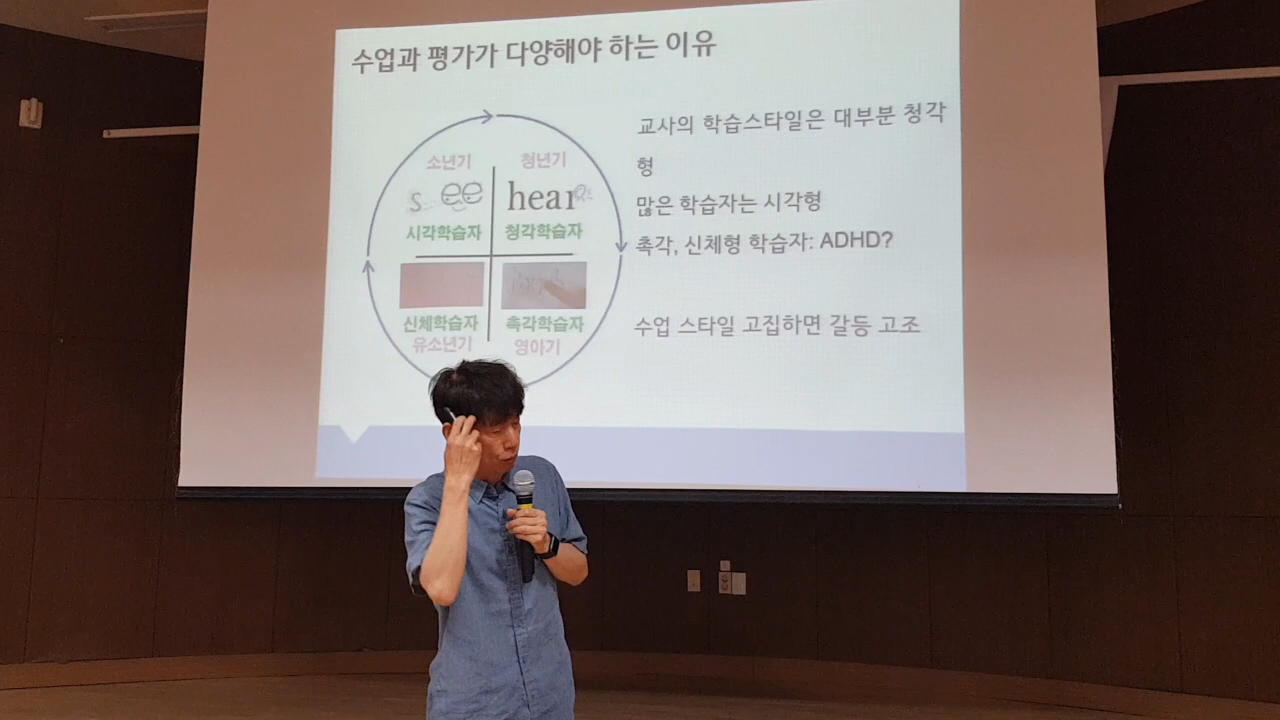 수업과 평가가 다양해야 하는 이유
소년기
청년기
s ee
hear
시각학습자
청각학습자
신체학습자
촉각학습자
유소년기
영아기
교사의 학습스타일은 대부분 청각
형
많은 학습자는 시각형
촉각, 신체형 학습자: ADHD?
수업 스타일 고집하면 갈등 고조